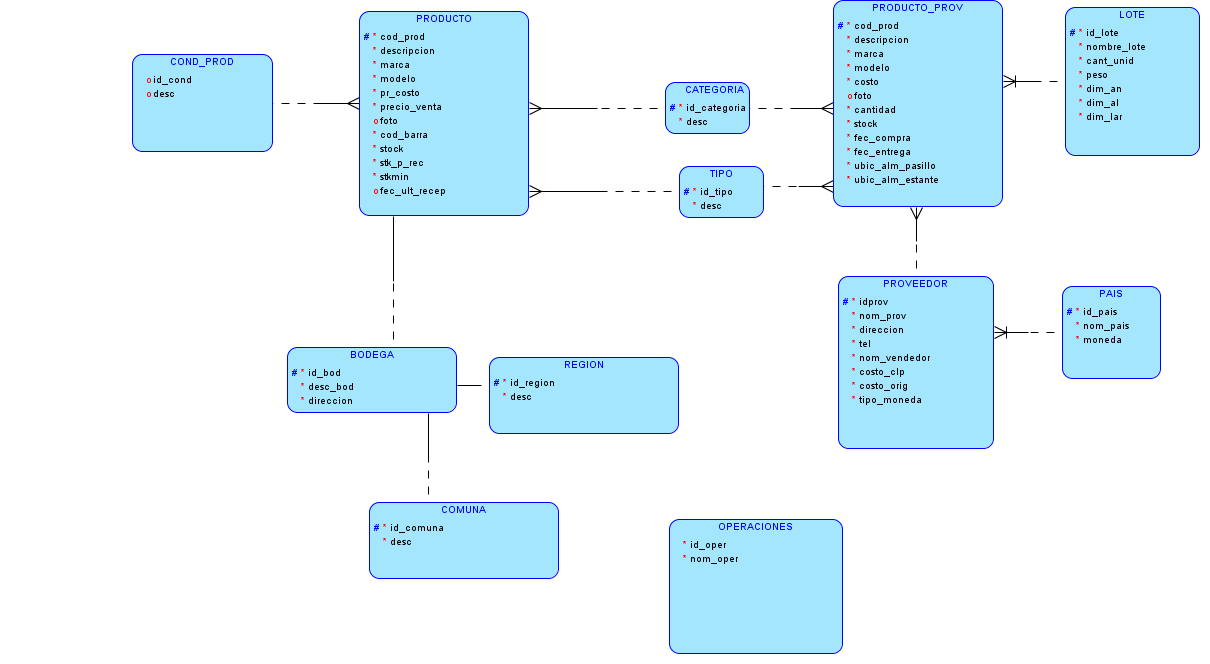 COND_PROD
o id_cond
o desc
PRODUCTO
# * cod_prod
* descripcion
* marca
* modelo
* pr_costo
* precio_venta
o foto
* cod_barra
* stock
* stk_p_rec
* stkmin
o fec_ult_recep
CATEGORIA
# * id_categoria
* desc
TIPO
# * id_tipo
* desc
PRODUCTO_PROV
# * cod_prod
* descripcion
* marca
* modelo
* costo
o foto
* cantidad
* stock
* fec_compra
* fec_entrega
* ubic_alm_pasillo
* ubic_alm_estante
LOTE
# * id_lote
* nombre_lote
* cant_unid
* peso
* dim_an
* dim_al
* dim_lar
BODEGA
# * id_bod
* desc_bod
* direccion
REGION
# * id_region
* desc
PROVEEDOR
# * idprov
* nom_prov
* direccion
* tel
* nom_vendedor
* costo_clp
* costo_orig
* tipo_moneda
PAIS
# * id_pais
* nom_pais
* moneda
COMUNA
# * id_comuna
* desc
OPERACIONES
* id_oper
* nom_oper